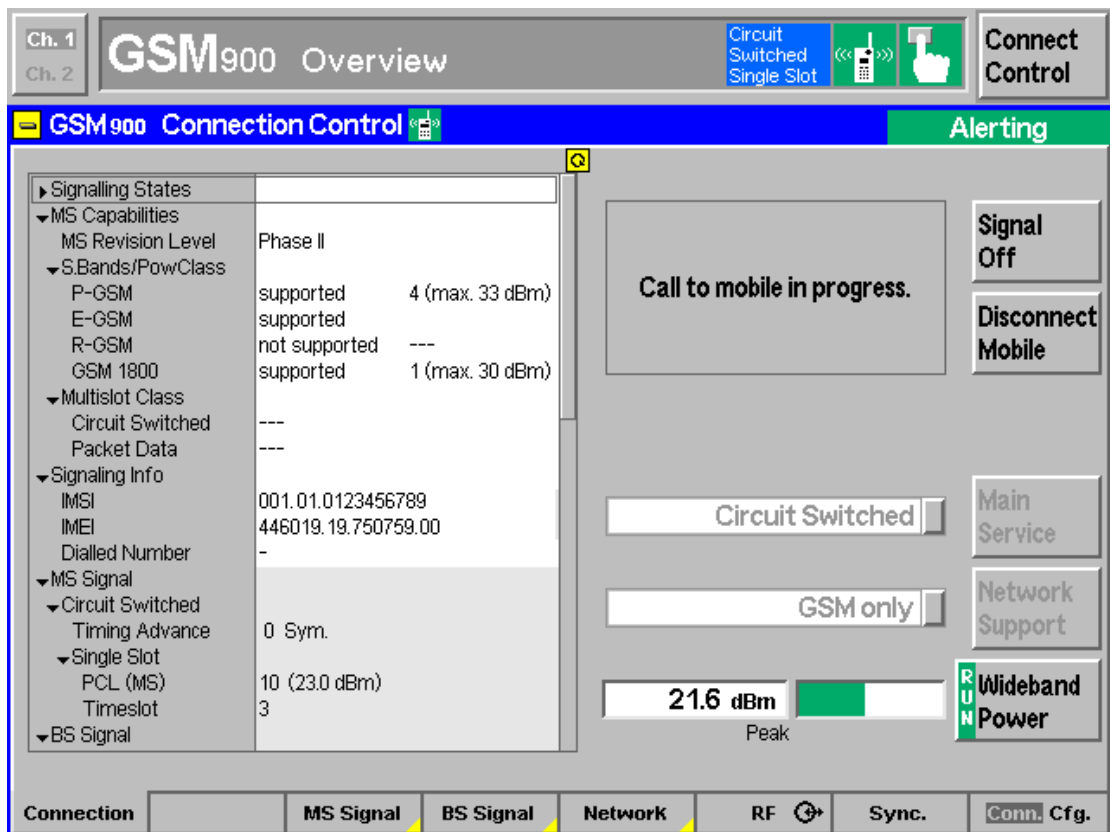 Ch. 1
Ch. 2
GSM900 Overview
Circuit
Switched
Single Slot
Connect
Control
GSM900 Connection Control
Alerting
Signalling States
MS Capabilities
MS Revision Level Phase II
S.Bands/PowClass
P-GSM supported 4 (max. 33 dBm)
E-GSM supported
R-GSM not supported ---
GSM 1800 supported 1 (max. 30 dBm)
Multislot Class
Circuit Switched ---
Packet Data ---
Signaling Info
IMSI 001.01.0123456789
IMEI 446019.19.750759.00
Dialled Number -
MS Signal
Circuit Switched
Timing Advance 0 Sym.
Single Slot
PCL (MS) 10 (23.0 dBm)
Timeslot 3
BS Signal
Call to mobile in progress.
Signal
Off
Disconnect
Mobile
Circuit Switched
Main
Service
GSM only
Network
Support
21.6 dBm
Peak
RUN
Wideband
Power
Connection MS Signal BS Signal Network RF Sync. Conn. Cfg.